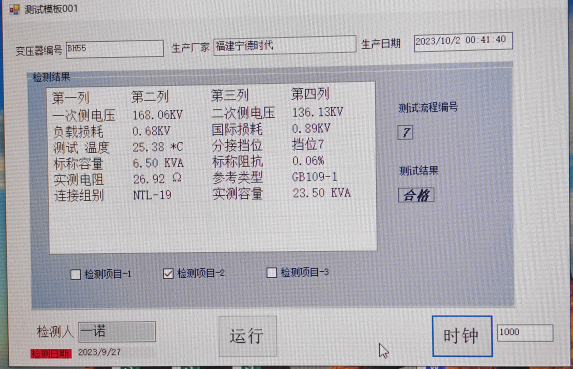 测试模板001
变压器编号 BH55 生产厂家 福建宁德时代 生产日期 2023/10/2 00:41:40
检测结果
第一列 第二列 第三列 第四列
一次侧电压 168.06KV 二次侧电压 136.13KV
负载损耗 0.68KV 国际损耗 0.89KV
测试 温度 25.38 *C 分接挡位 挡位7
标称容量 6.50 KVA 标称阻抗 0.06%
实测电阻 26.92 Ω 参考类型 GB109-1
连接组别 NTL-19 实测容量 23.50 KVA
测试流程编号
7
测试结果
合格
检测项目-1 检测项目-2 检测项目-3
检测人 一诺 运行 时钟 1000
检测日期 2023/9/27